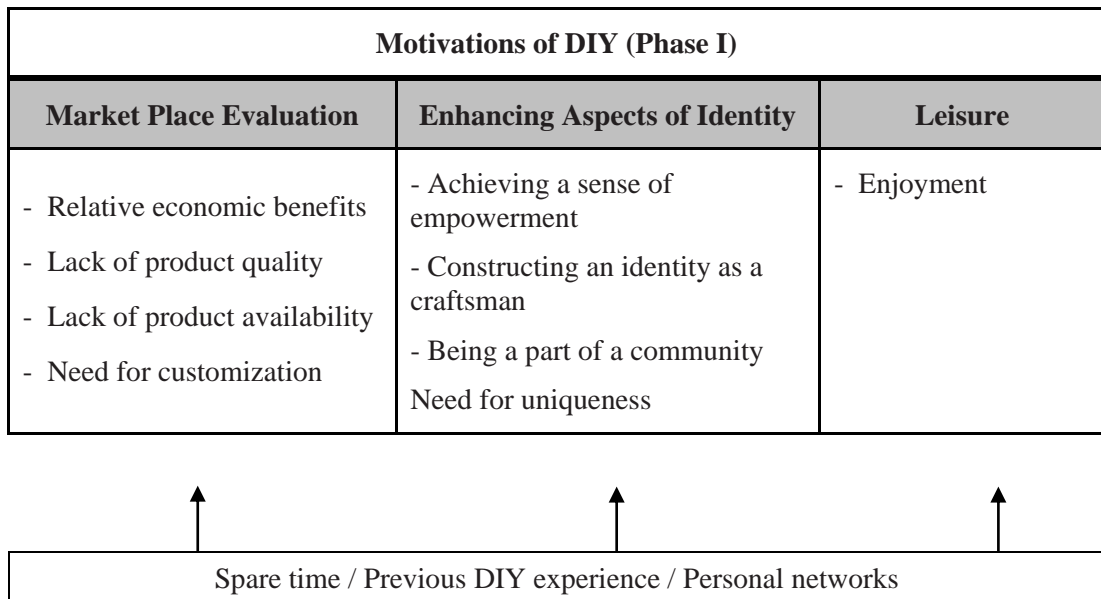 Motivations of DIY (Phase I)
Market Place Evaluation
Enhancing Aspects of Identity
Leisure
- Relative economic benefits
- Lack of product quality
- Lack of product availability
- Need for customization
- Achieving a sense of
empowerment
- Constructing an identity as a
craftsman
- Being a part of a community
Need for uniqueness
- Enjoyment
Spare time / Previous DIY experience / Personal networks